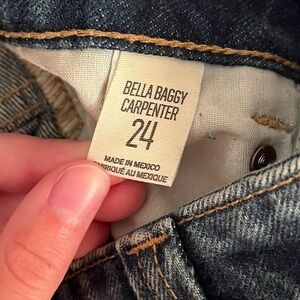 BELLA BAGGY
CARPENTER
24
MADE IN MEXICO
FABRIQUÉ AU MEXIQUE